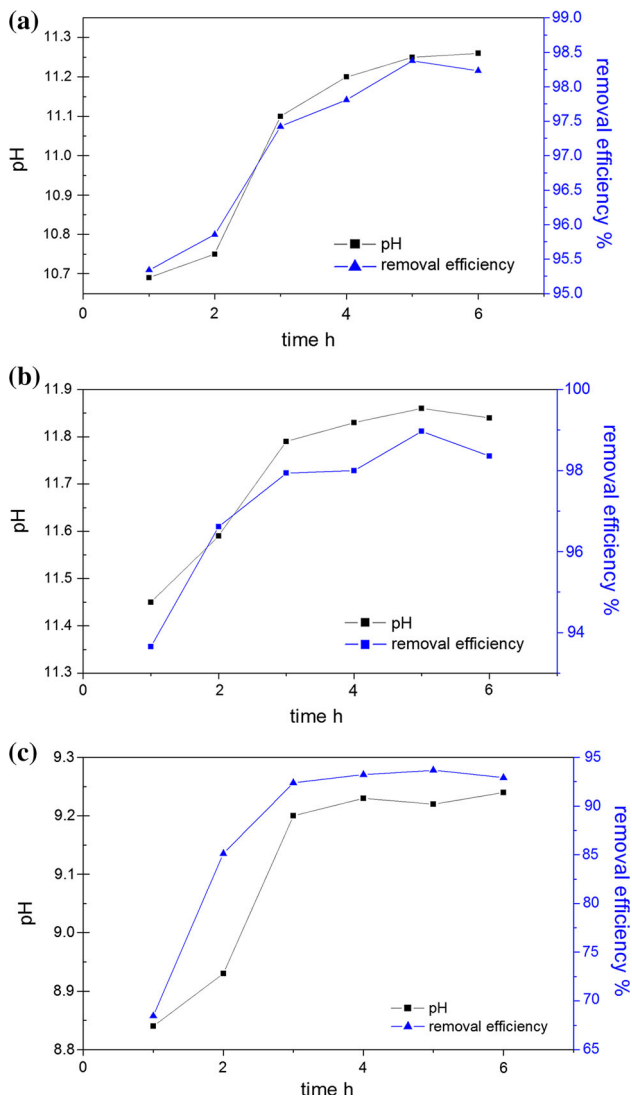 (a)
11.3
11.2
11.1
11.0
10.9
10.8
10.7
pH
99.0
98.5
98.0
97.5
97.0
96.5
96.0
95.5
95.0
removal efficiency %
pH
removal efficiency
0 2 4 6
time h
(b)
11.9
11.8
11.7
11.6
11.5
11.4
11.3
pH
100
98
96
94
removal efficiency %
pH
removal efficiency
0 2 4 6
time h
(c)
9.3
9.2
9.1
9.0
8.9
8.8
pH
95
90
85
80
75
70
65
removal efficiency %
pH
removal efficiency
0 1 2 3 4 5 6
time h